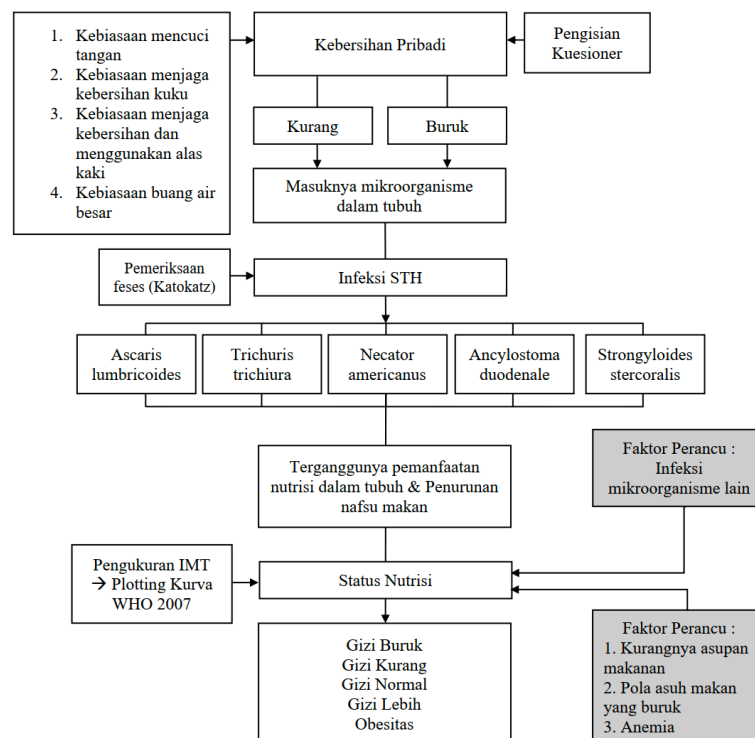 1. Kebiasaan mencuci
tangan
2. Kebiasaan menjaga
kebersihan kuku
3. Kebiasaan menjaga
kebersihan dan
menggunakan alas
kaki
4. Kebiasaan buang air
besar
Kebersihan Pribadi
Pengisian
Kuesioner
Kurang
Buruk
Masuknya mikroorganisme
dalam tubuh
Pemeriksaan
feses (Katokatz)
Infeksi STH
Ascaris
lumbricoides
Trichuris
trichiura
Necator
americanus
Ancylostoma
duodenale
Strongyloides
stercoralis
Terganggunya pemanfaatan
nutrisi dalam tubuh & Penurunan
nafsu makan
Faktor Perancu :
Infeksi
mikroorganisme lain
Pengukuran IMT
→ Plotting Kurva
WHO 2007
Status Nutrisi
Gizi Buruk
Gizi Kurang
Gizi Normal
Gizi Lebih
Obesitas
Faktor Perancu :
1. Kurangnya asupan
makanan
2. Pola asuh makan
yang buruk
3. Anemia